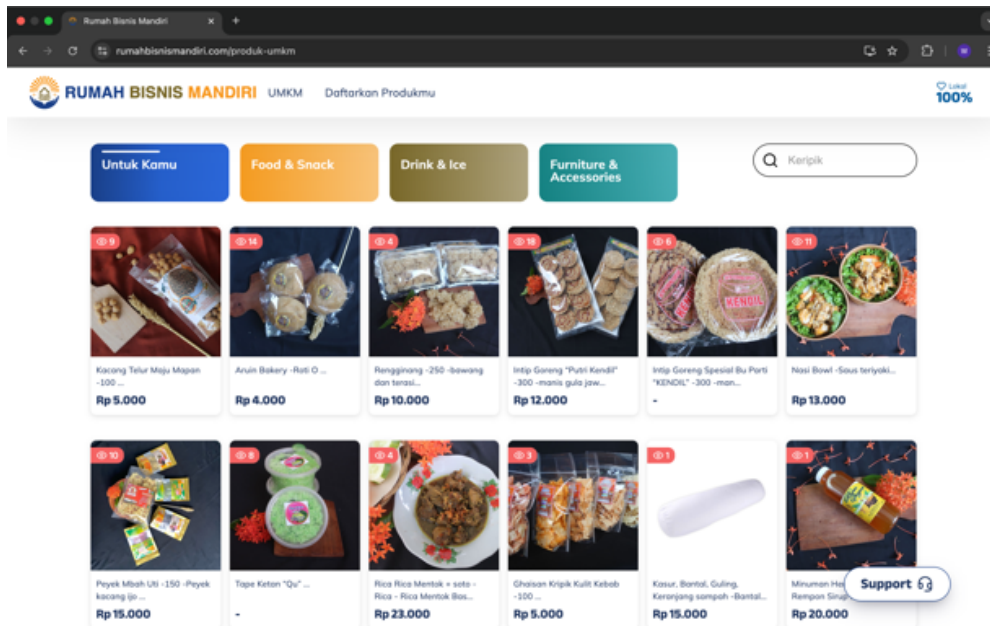 Rumah Bisnis Mandiri
rumahbisnismandiri.com/produk-umkm
RUMAH BISNIS MANDIRI UMKM Daftarkan Produkmu
Lokal
100%
Untuk Kamu
Food & Snack
Drink & Ice
Furniture &
Accessories
Keripik
9
14
4
18
6
11
KENDIL
Kacang Telur Maju Mapan
-100 ...
Rp 5.000
Aruin Bakery -Roti O ...
Rp 4.000
Rengginang -250 -bawang
dan terasi...
Rp 10.000
Intip Goreng "Putri Kendil"
-300 -manis gula jaw...
Rp 12.000
Intip Goreng Spesial Bu Parti
"KENDIL" -300 -man...
-
Nasi Bowl -Saus teriyaki...
Rp 13.000
10
8
4
3
1
1
Peyek Mbah Uti -150 -Peyek
kacang ijo ...
Rp 15.000
Tape Ketan "Qu" ...
-
Rica Rica Mentok + soto -
Rica - Rica Mentok Bas...
Rp 23.000
Ghaisan Kripik Kulit Kebab
-100 ...
Rp 5.000
Kasur, Bantal, Guling,
Keranjang sampah -Bantal...
Rp 15.000
Minuman
Rempon Sirup
Rp 20.000
Support